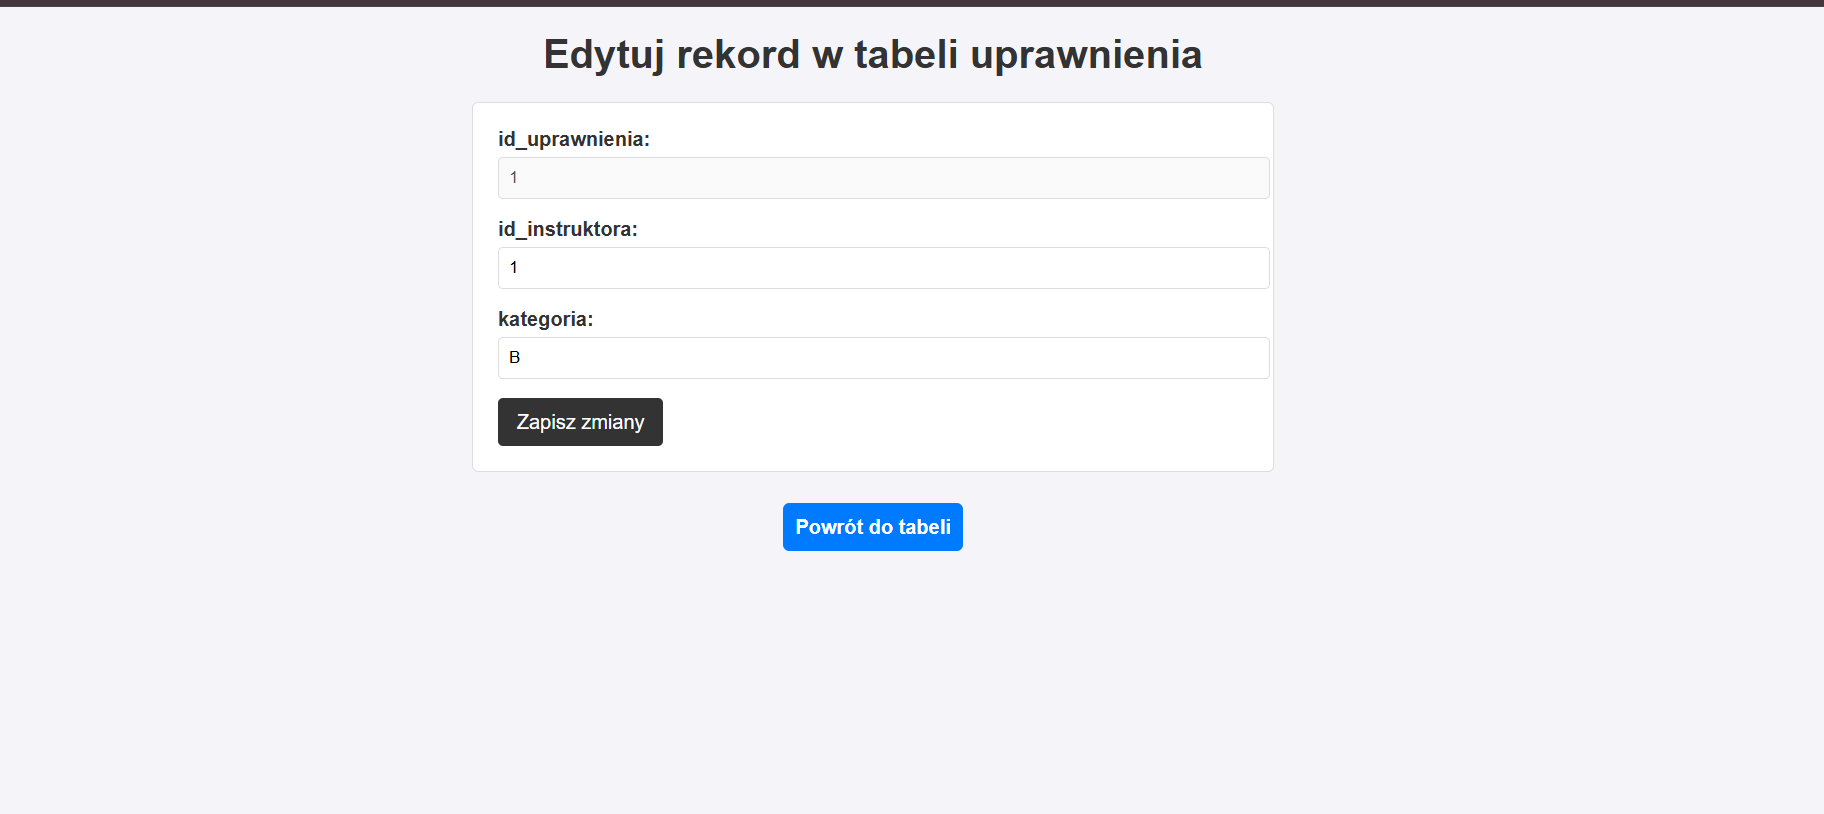 Edytuj rekord w tabeli uprawnienia
id_uprawnienia:
1
id_instruktora:
1
kategoria:
B
Zapisz zmiany
Powrót do tabeli